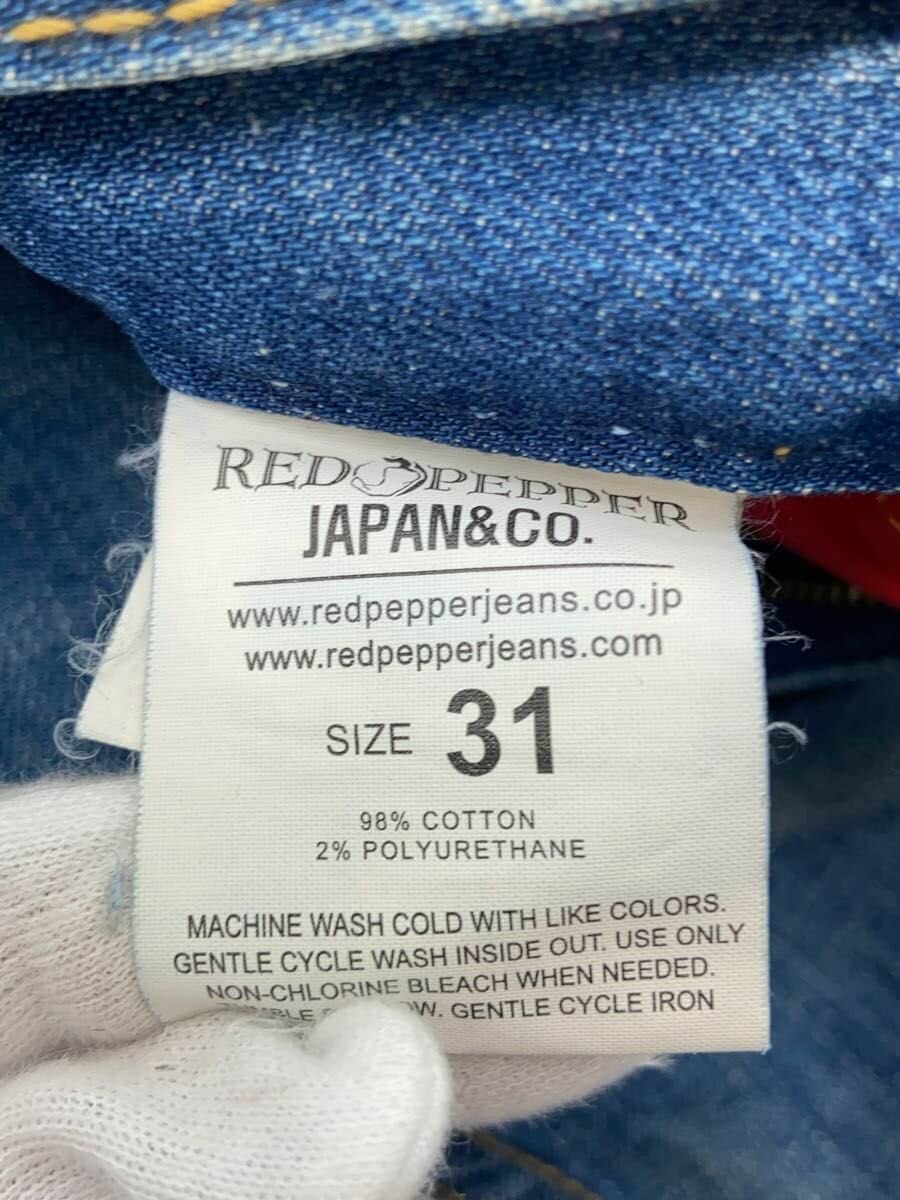 RED PEPPER
JAPAN&CO.
www.redpepperjeans.co.jp
www.redpepperjeans.com
SIZE 31
98% COTTON
2% POLYURETHANE
MACHINE WASH COLD WITH LIKE COLORS.
GENTLE CYCLE WASH INSIDE OUT. USE ONLY
NON-CHLORINE BLEACH WHEN NEEDED.
GENTLE CYCLE IRON